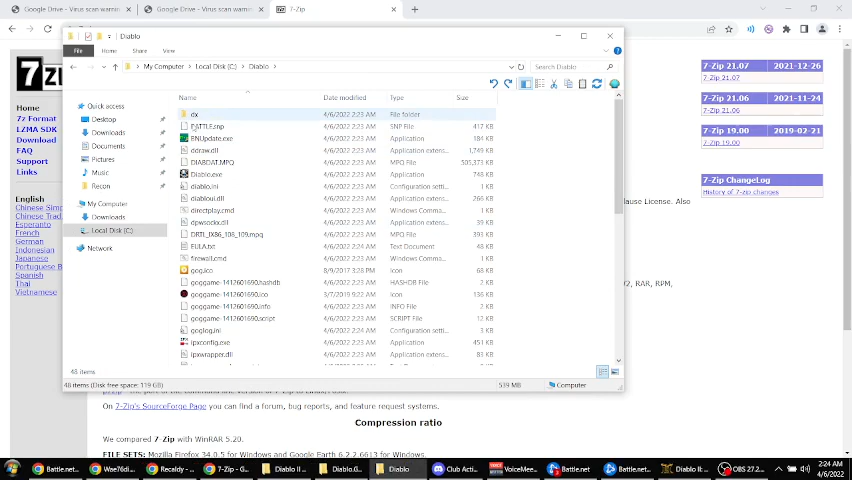 Google Drive - Virus scan warnin
Google Drive - Virus scan warnin
7-Zip
Diablo
File
Home
Share
View
My Computer
Local Disk (C:)
Diablo
Search Diablo
Name
Date modified
Type
Size
Quick access
Desktop
Downloads
Documents
Pictures
Music
Recon
My Computer
Downloads
Local Disk (C:)
Network
dx 4/6/2022 2:23 AM File folder
BATTLE.snp 4/6/2022 2:23 AM SNP File 417 KB
BNUpdate.exe 4/6/2022 2:23 AM Application 184 KB
ddraw.dll 4/6/2022 2:23 AM Application exten... 1,749 KB
DIABDAT.MPQ 4/6/2022 2:23 AM MPQ File 505,373 KB
Diablo.exe 4/6/2022 2:23 AM Application 748 KB
diablo.ini 4/6/2022 2:23 AM Configuration setti... 1 KB
diabloui.dll 4/6/2022 2:23 AM Application exten... 266 KB
directplay.cmd 4/6/2022 2:23 AM Windows Comma... 1 KB
dpwsockx.dll 4/6/2022 2:23 AM Application exten... 39 KB
DRTL_IX86_108_109.mpq 4/6/2022 2:23 AM MPQ File 393 KB
EULA.txt 4/6/2022 2:24 AM Text Document 48 KB
firewall.cmd 4/6/2022 2:23 AM Windows Comma... 1 KB
gog.ico 8/9/2017 3:28 PM Icon 68 KB
goggame-1412601690.hashdb 4/6/2022 2:23 AM HASHDB File 2 KB
goggame-1412601690.ico 3/7/2019 9:22 AM Icon 136 KB
goggame-1412601690.info 4/6/2022 2:23 AM INFO File 2 KB
goggame-1412601690.script 4/6/2022 2:23 AM SCRIPT File 12 KB
goglog.ini 4/6/2022 2:24 AM Configuration setti... 3 KB
ipxconfig.exe 4/6/2022 2:23 AM Application 451 KB
ipxwrapper.dll 4/6/2022 2:23 AM Application exten... 83 KB
48 items
48 items (Disk free space: 119 GB)
539 MB
Computer
7 ZI
Home
7z Format
LZMA SDK
Download
FAQ
Support
Links
English
Chinese Simp
Chinese Trad.
Esperanto
French
German
Indonesian
Japanese
Portuguese B
Spanish
Thai
Vietnamese
7-Zip 21.07 2021-12-26
7-Zip 21.07
7-Zip 21.06 2021-11-24
7-Zip 21.06
7-Zip 19.00 2019-02-21
7-Zip 19.00
7-Zip ChangeLog
History of 7-zip changes
ause License. Also
V2, RAR, RPM,
On 7-Zip's SourceForge Page you can find a forum, bug reports, and feature request systems.
Compression ratio
We compared 7-Zip with WinRAR 5.20.
FILE SETS: Mozilla Firefox 34.0.5 for Windows and Google Earth 6.2.2.6613 for Windows.
Battle.net
Wae76di...
Recaldy -
7-Zip - G...
Diablo II ...
Diablo.G...
Diablo
Club Acti...
VoiceMee...
Battle.net
Battle.ne...
Diablo II:
OBS 27.2...
2:24 AM
4/6/2022